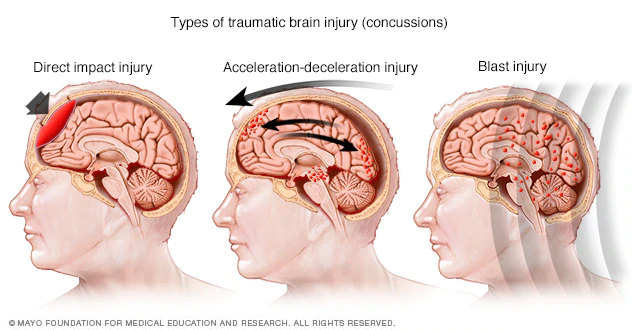 Types of traumatic brain injury (concussions)
Direct impact injury
Acceleration-deceleration injury
Blast injury
© MAYO FOUNDATION FOR MEDICAL EDUCATION AND RESEARCH. ALL RIGHTS RESERVED.